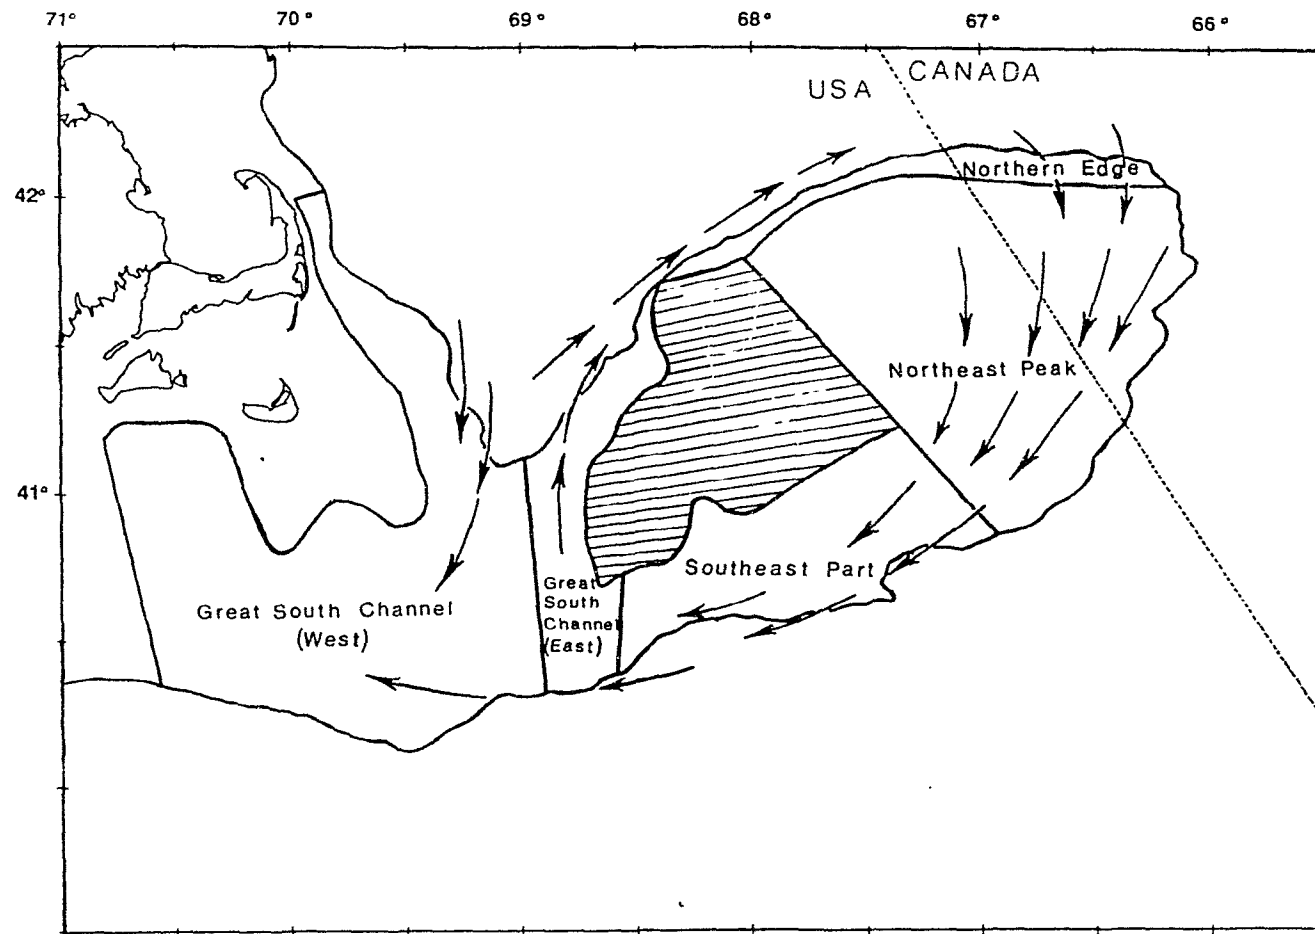 71° 70° 69° 68° 67° 66°
USA CANADA
Northern Edge
42°
Northeast Peak
41°
Southeast Part
Great South Channel
(West)
Great
South
Channel
(East)